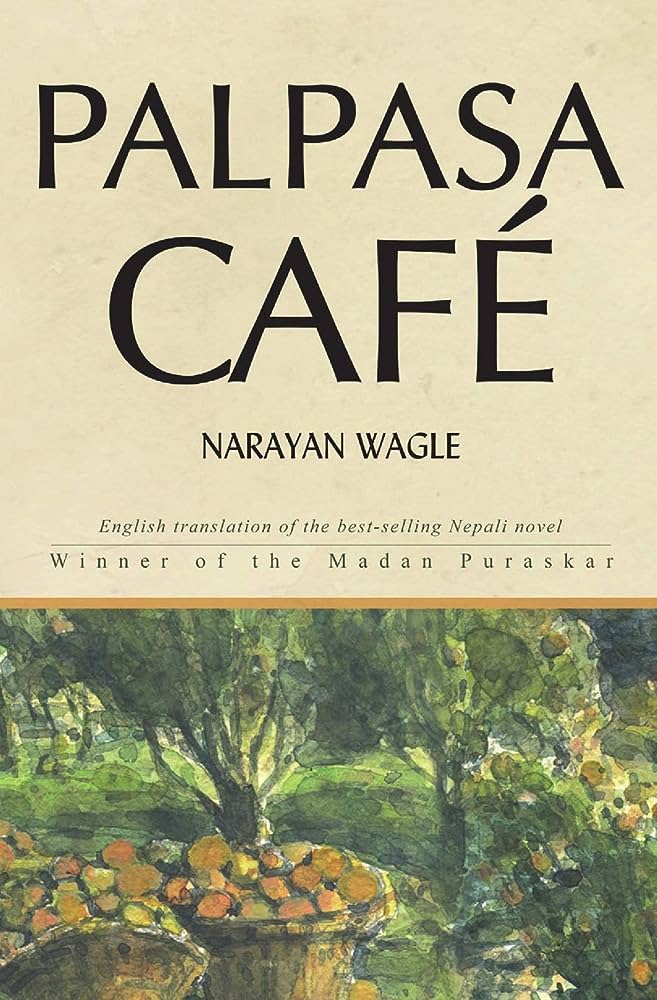 PALPASA
CAFÉ
NARAYAN WAGLE
English translation of the best-selling Nepali novel
Winner of the Madan Puraskar